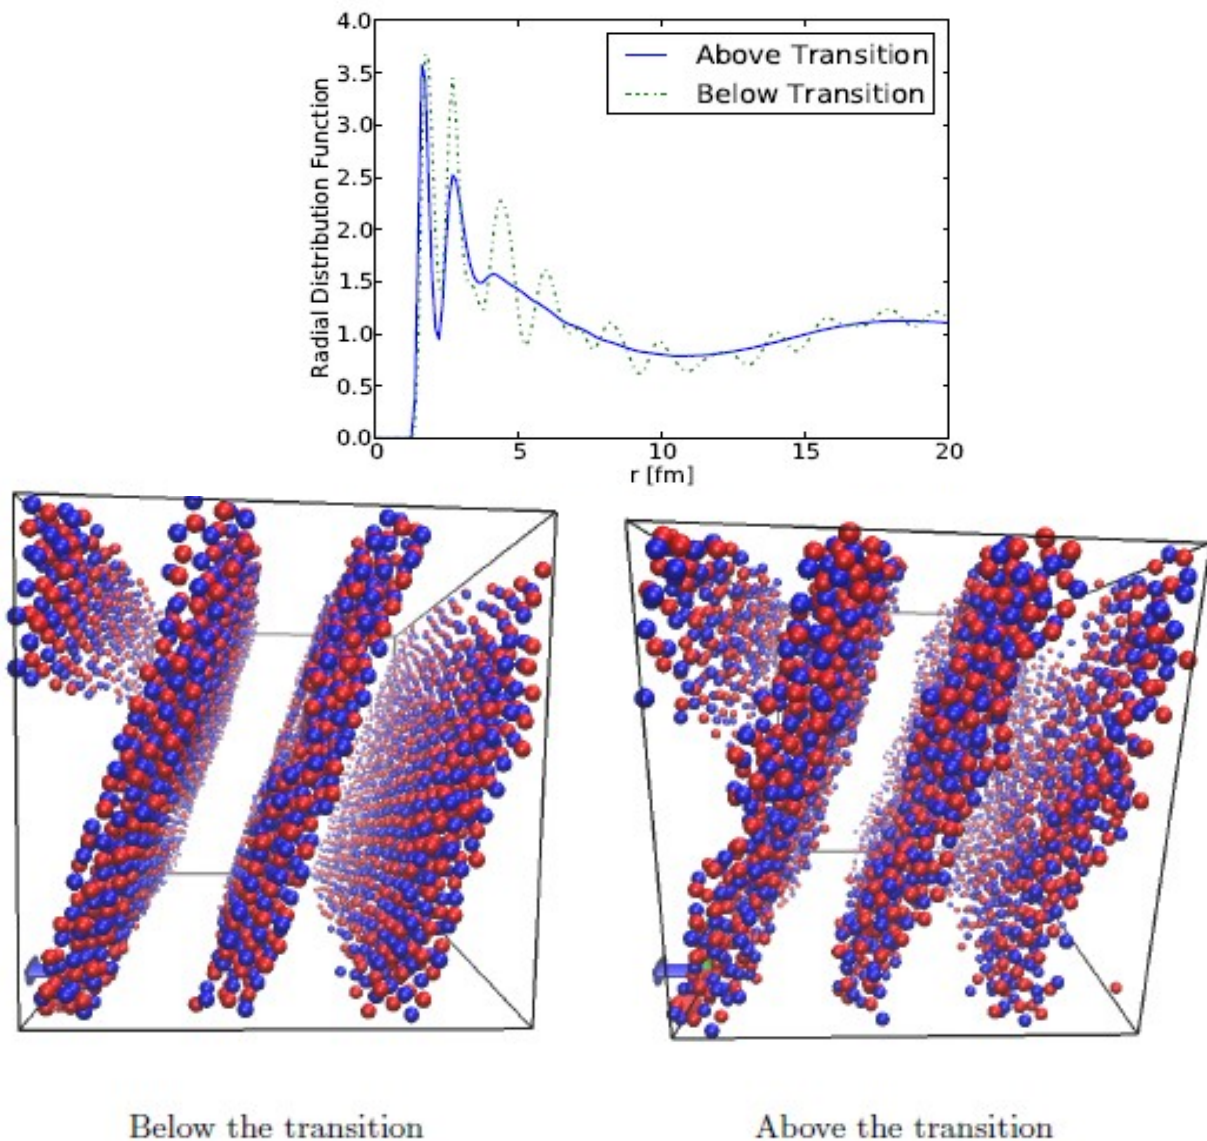 4.0
3.5
3.0
2.5
2.0
1.5
1.0
0.5
0.0
Radial Distribution Function
Above Transition
Below Transition
0 5 10 15 20
r [fm]
Below the transition Above the transition